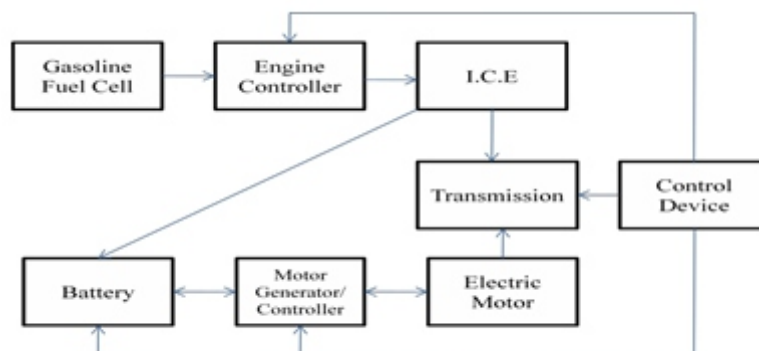 Gasoline
Fuel Cell
Engine
Controller
I.C.E
Transmission
Control
Device
Battery
Motor
Generator/
Controller
Electric
Motor